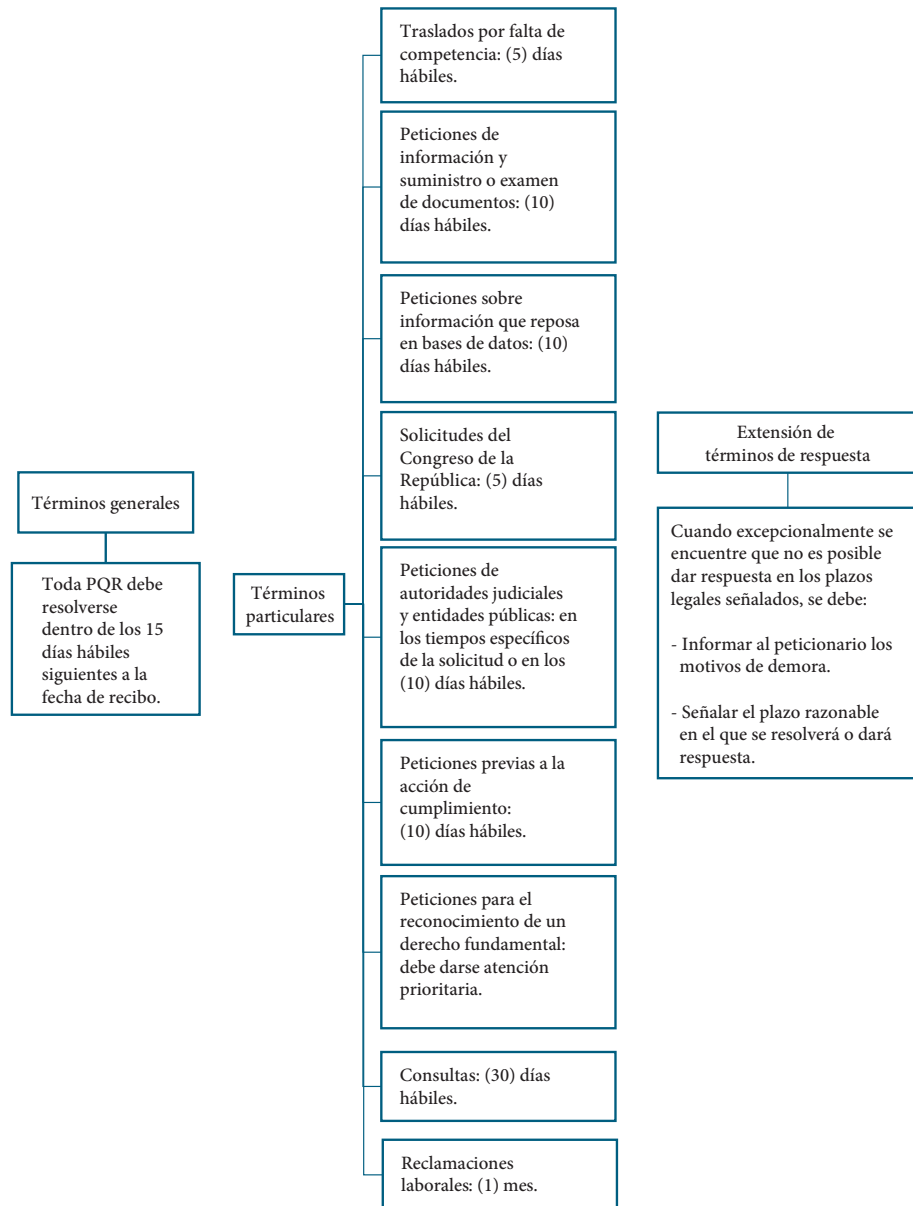 Términos generales
Toda PQR debe
resolverse
dentro de los 15
días hábiles
siguientes a la
fecha de recibo.
Términos
particulares
Traslados por falta de
competencia: (5) días
hábiles.
Peticiones de
información y
suministro o examen
de documentos: (10)
días hábiles.
Peticiones sobre
información que reposa
en bases de datos: (10)
días hábiles.
Solicitudes del
Congreso de la
República: (5) días
hábiles.
Peticiones de
autoridades judiciales
y entidades públicas: en
los tiempos específicos
de la solicitud o en los
(10) días hábiles.
Peticiones previas a la
acción de
cumplimiento:
(10) días hábiles.
Peticiones para el
reconocimiento de un
derecho fundamental:
debe darse atención
prioritaria.
Consultas: (30) días
hábiles.
Reclamaciones
laborales: (1) mes.
Extensión de
términos de respuesta
Cuando excepcionalmente se
encuentre que no es posible
dar respuesta en los plazos
legales señalados, se debe:
- Informar al peticionario los
motivos de demora.
- Señalar el plazo razonable
en el que se resolverá o dará
respuesta.